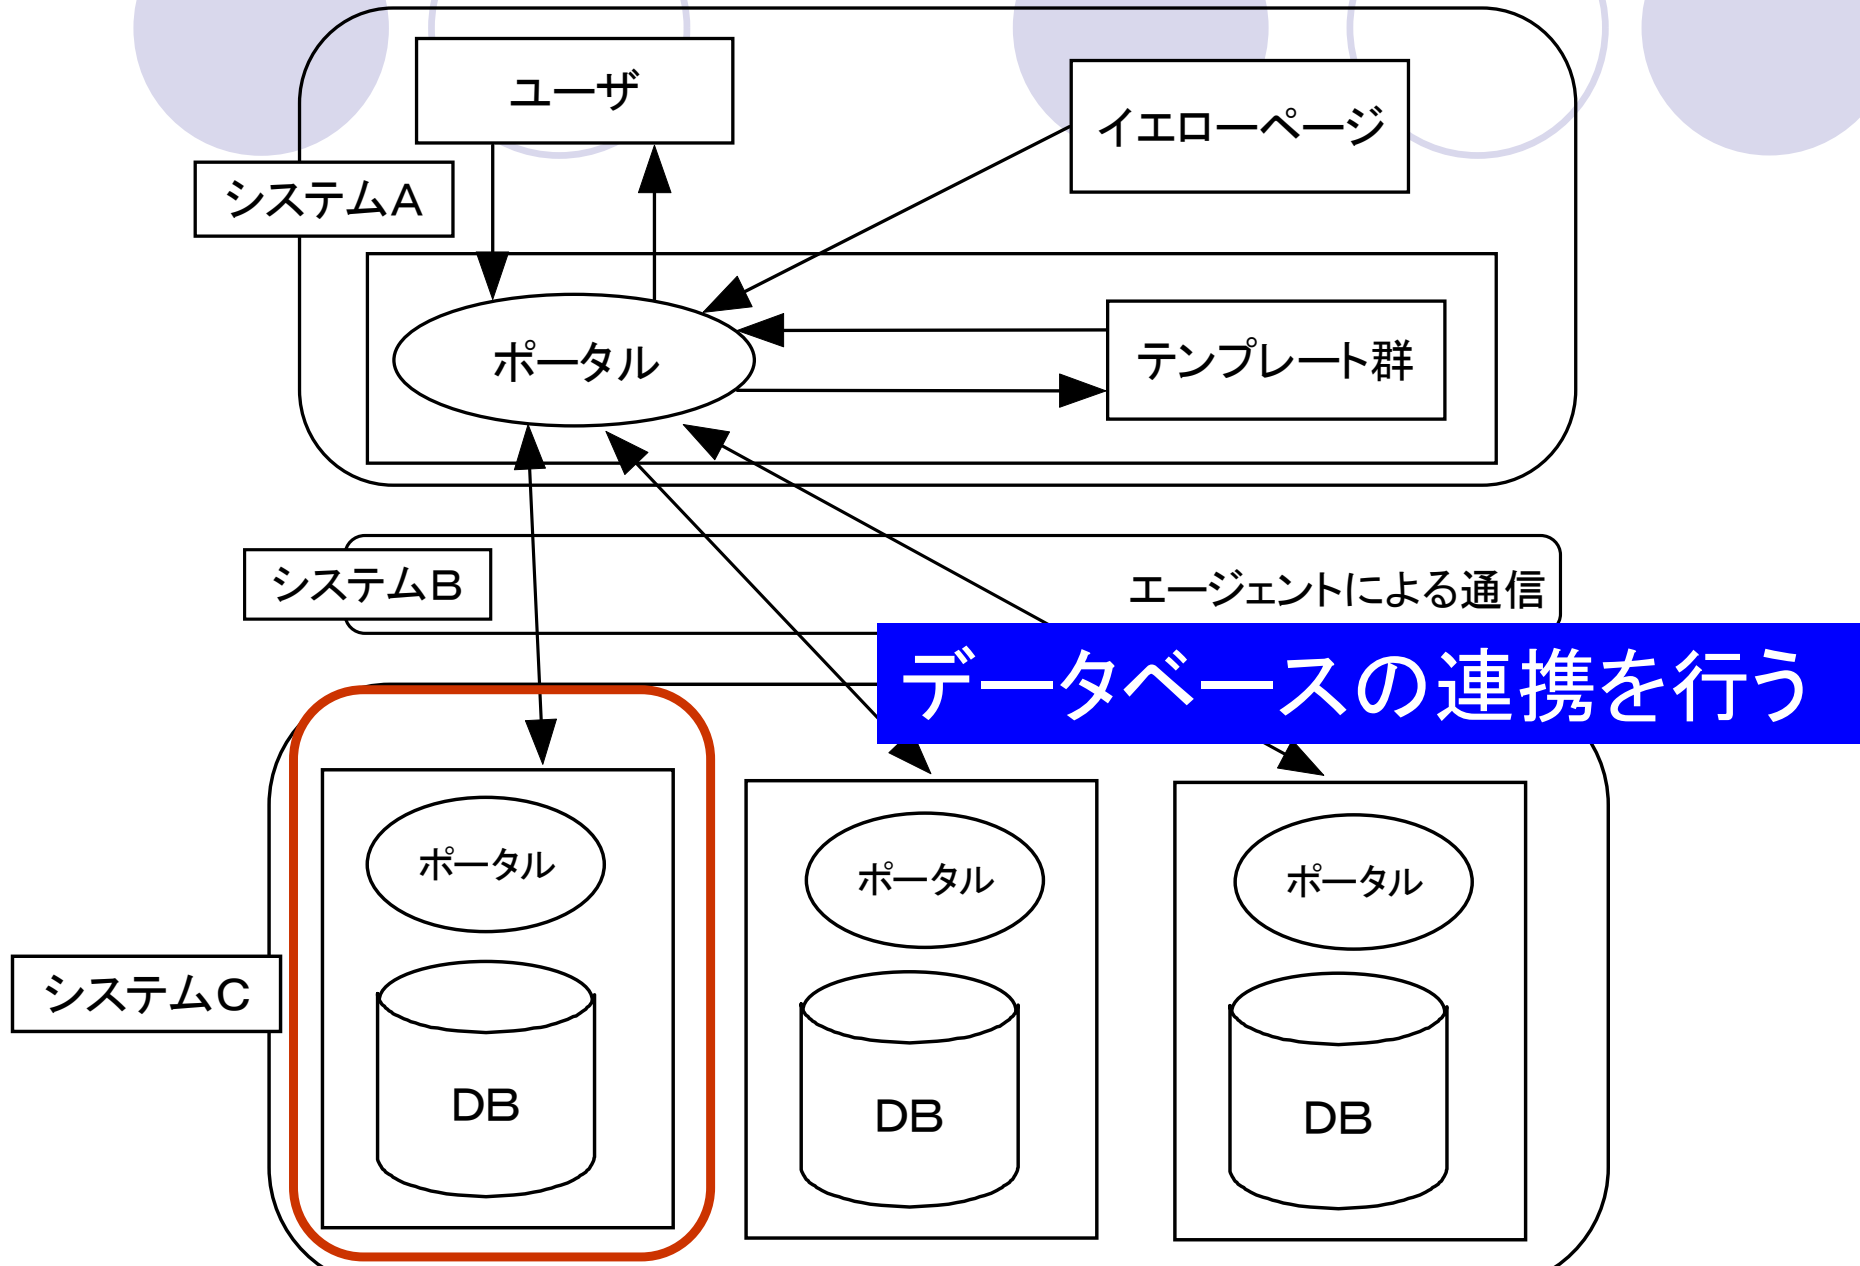 ユーザ
イエローページ
システムA
ポータル
テンプレート群
システムB
エージェントによる通信
データベースの連携を行う
ポータル
ポータル
ポータル
システムC
DB
DB
DB